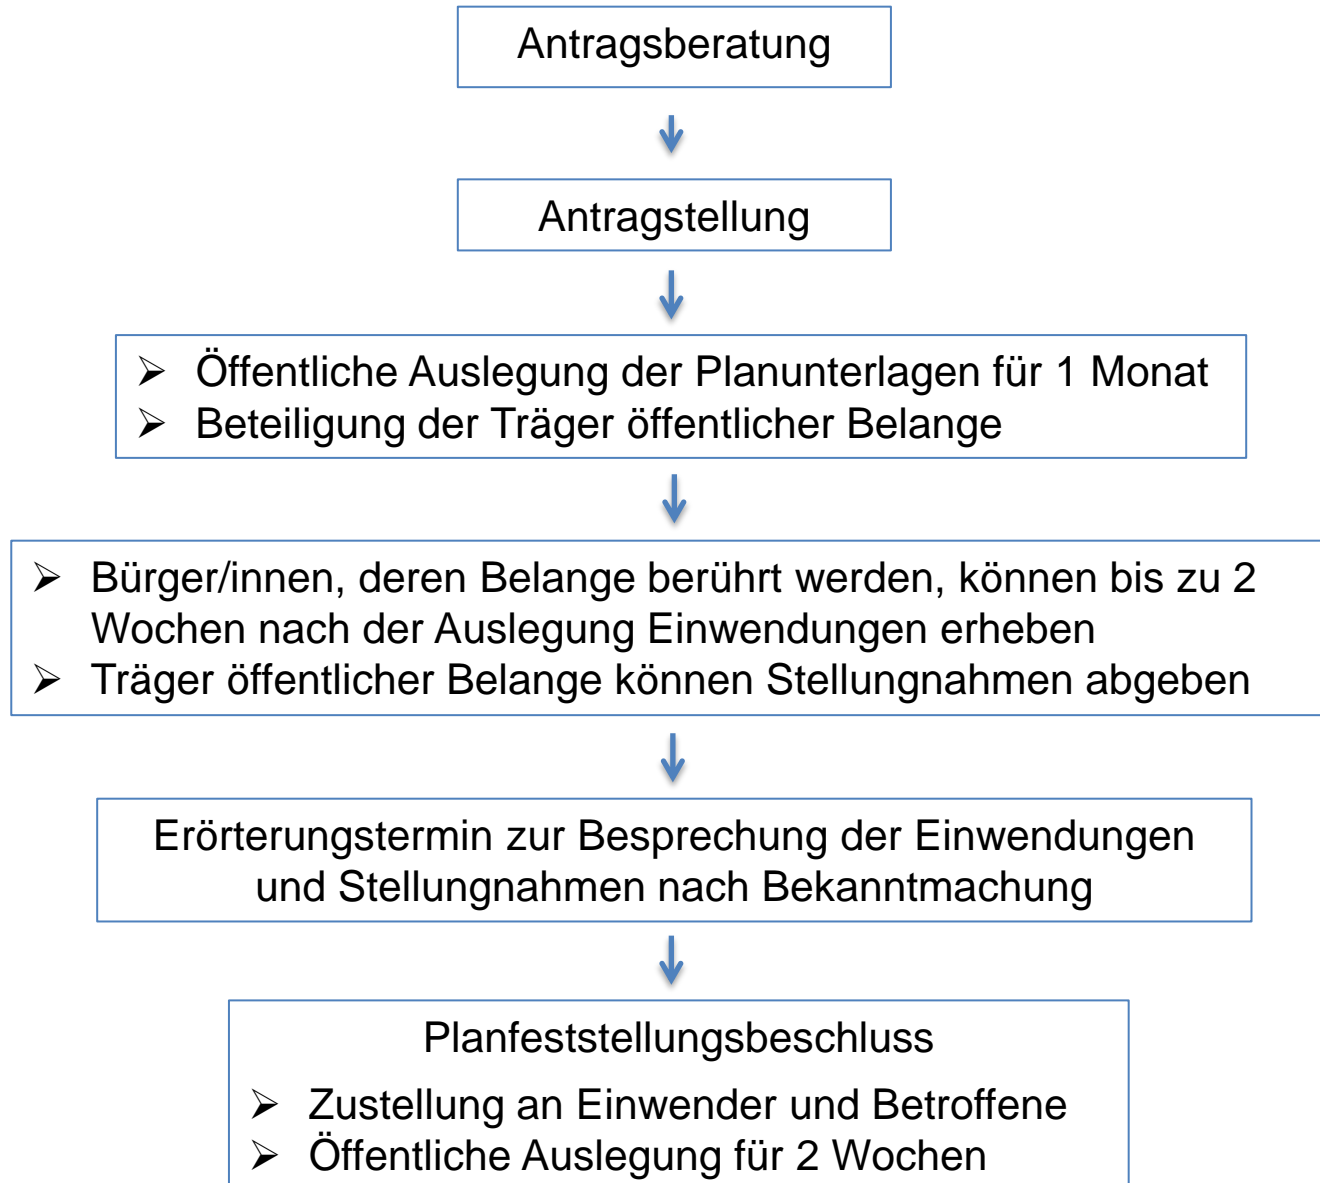 Antragsberatung
Antragstellung
➢ Öffentliche Auslegung der Planunterlagen für 1 Monat
➢ Beteiligung der Träger öffentlicher Belange
➢ Bürger/innen, deren Belange berührt werden, können bis zu 2
Wochen nach der Auslegung Einwendungen erheben
➢ Träger öffentlicher Belange können Stellungnahmen abgeben
Erörterungstermin zur Besprechung der Einwendungen
und Stellungnahmen nach Bekanntmachung
Planfeststellungsbeschluss
➢ Zustellung an Einwender und Betroffene
➢ Öffentliche Auslegung für 2 Wochen